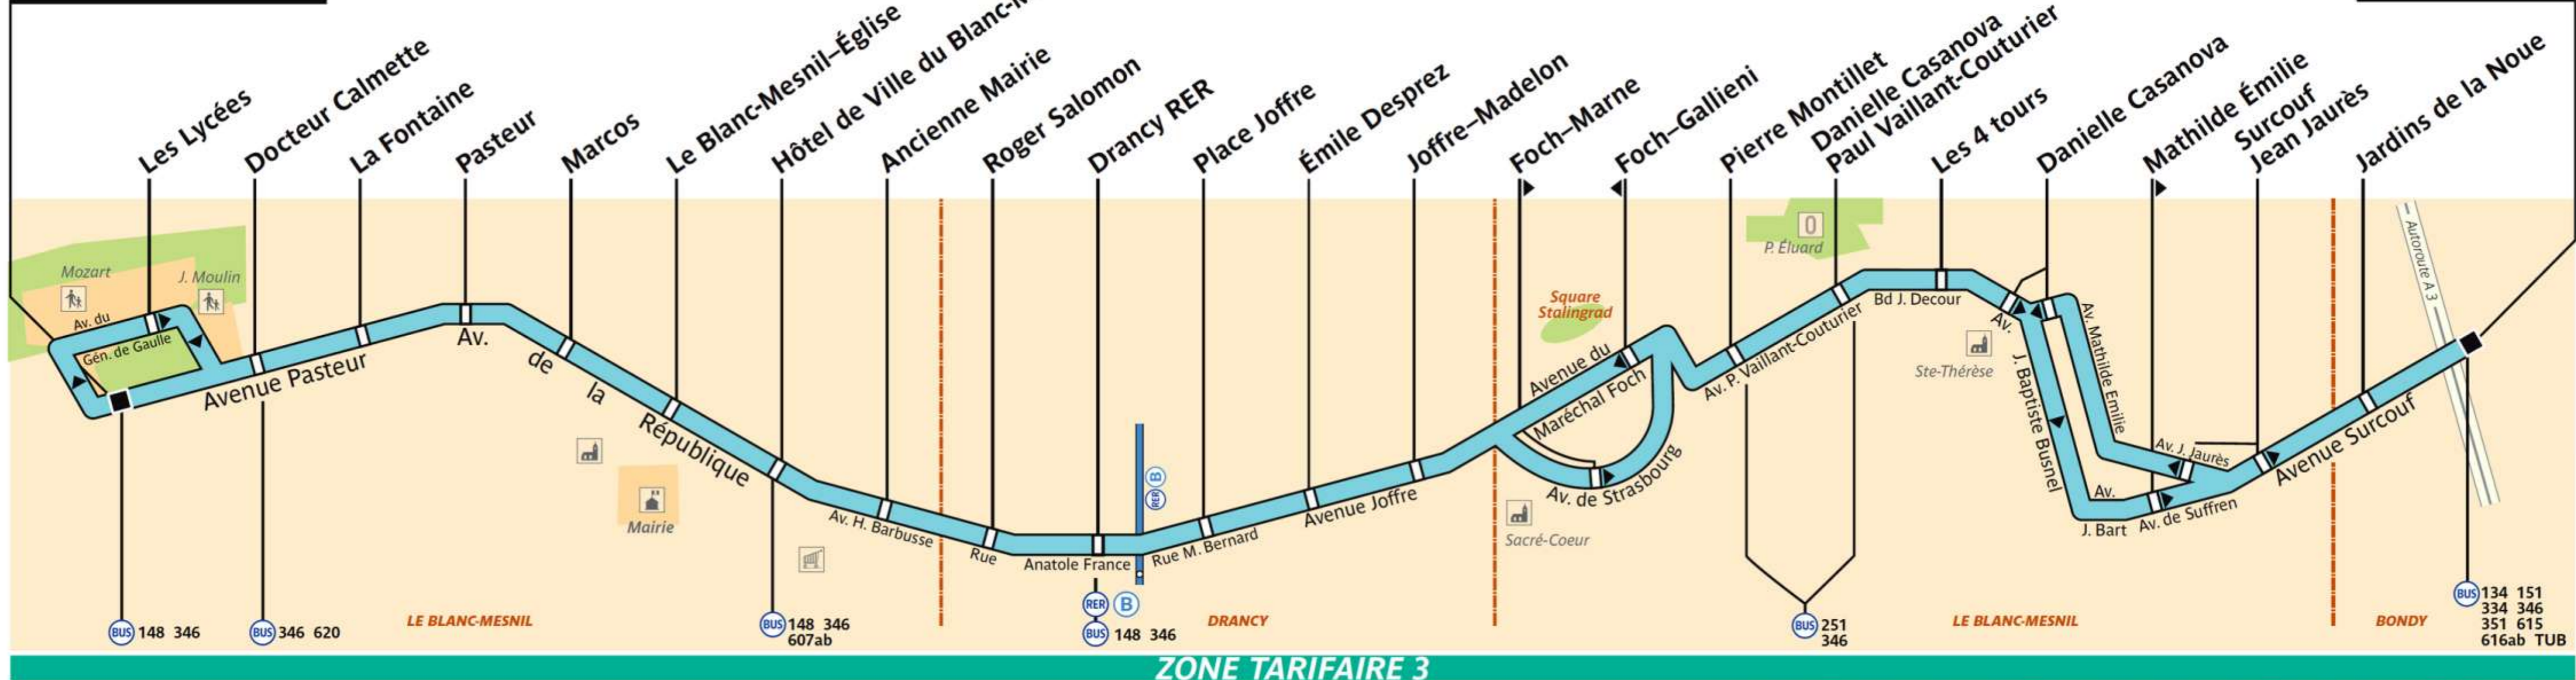 Les Lycées
Docteur Calmette
La Fontaine
Pasteur
Marcos
Le Blanc-Mesnil–Église
Hôtel de Ville du Blanc-
Ancienne Mairie
Roger Salomon
Drancy RER
Place Joffre
Émile Desprez
Joffre–Madelon
Foch–Marne
Foch–Gallieni
Pierre Montillet
Danielle Casanova
Paul Vaillant-Couturier
Les 4 tours
Danielle Casanova
Mathilde Émilie
Surcouf
Jean Jaurès
Jardins de la Noue
Mozart
J. Moulin
Av. du
Gén. de Gaulle
Avenue Pasteur
Av.
de
la
République
Mairie
Av. H. Barbusse
Rue
Anatole France
RER B
Rue M. Bernard
Avenue Joffre
Square
Stalingrad
Avenue du
Maréchal Foch
Av. de Strasbourg
Sacré-Coeur
P. Éluard
Av. P. Vaillant-Couturier
Bd J. Decour
Ste-Thérèse
Av.
J. Baptiste Busnel
Av. Mathilde Emilie
Av. J. Jaurès
Av.
J. Bart
Av. de Suffren
Avenue Surcouf
Autoroute A 3
BUS 148 346
BUS 346 620
LE BLANC-MESNIL
BUS 148 346
607ab
RER B
BUS 148 346
DRANCY
BUS 251
346
LE BLANC-MESNIL
BONDY
BUS 134 151
334 346
351 615
616ab TUB
ZONE TARIFAIRE 3